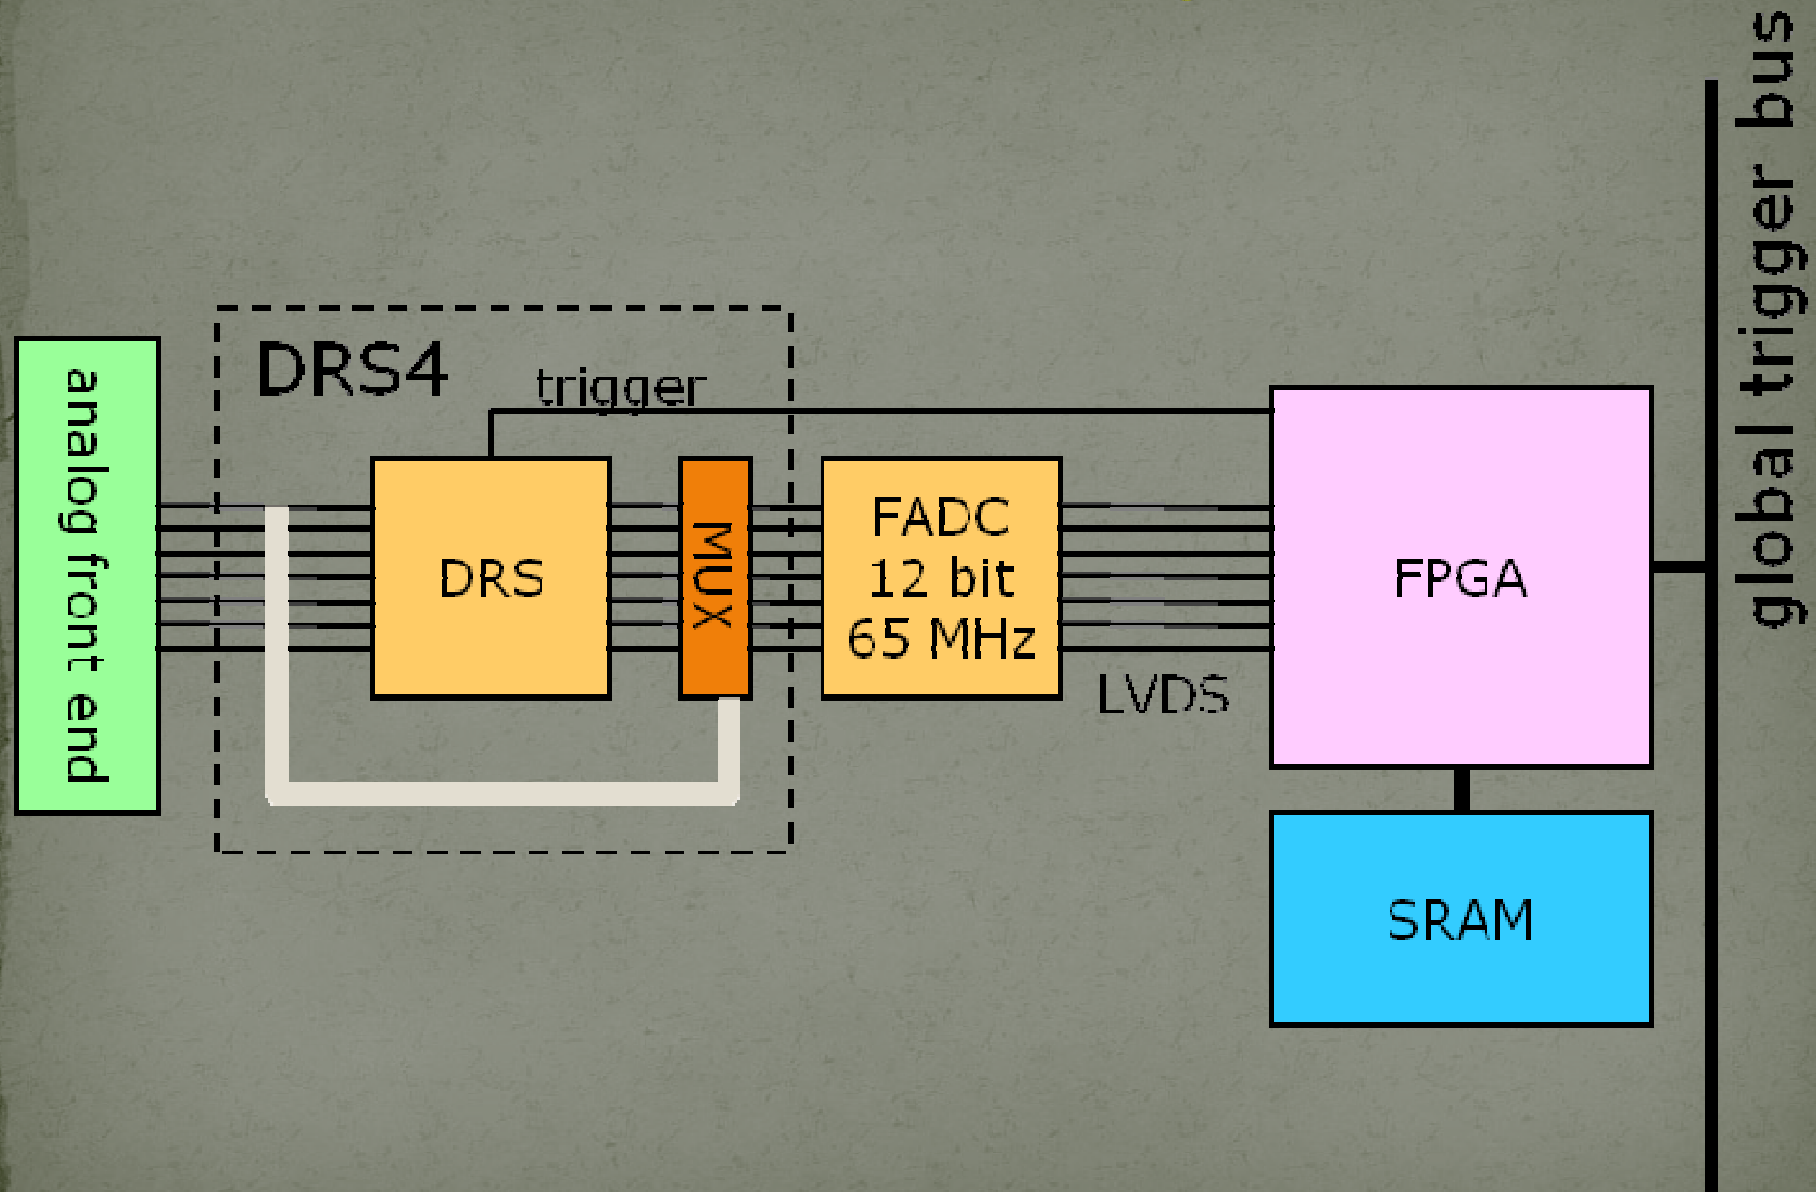 global trigger bus
DRS4
trigger
analog front end
DRS
MUX
FADC
12 bit
65 MHz
FPGA
LVDS
SRAM